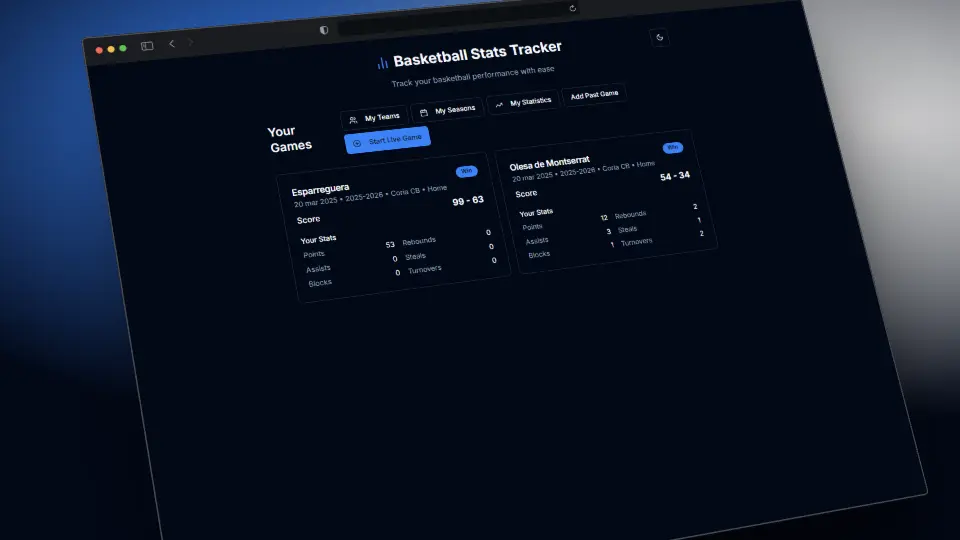 Basketball Stats Tracker
Track your basketball performance with ease
Your
Games
My Teams
My Seasons
My Statistics
Add Past Game
Start Live Game
Esparreguera
Win
20 mar 2025 • 2025-2026 • Coria CB • Home
Score
99 - 63
Your Stats
Points 53 Rebounds 0
Assists 0 Steals 0
Blocks 0 Turnovers 0
Olesa de Montserrat
Win
20 mar 2025 • 2025-2026 • Coria CB • Home
Score
54 - 34
Your Stats
Points 12 Rebounds 2
Assists 3 Steals 1
Blocks 1 Turnovers 2